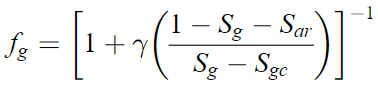 f_g = \left[ 1 + \gamma \left( \frac{1 - S_g - S_{ar}}{S_g - S_{gc}} \right) \right]^{-1}